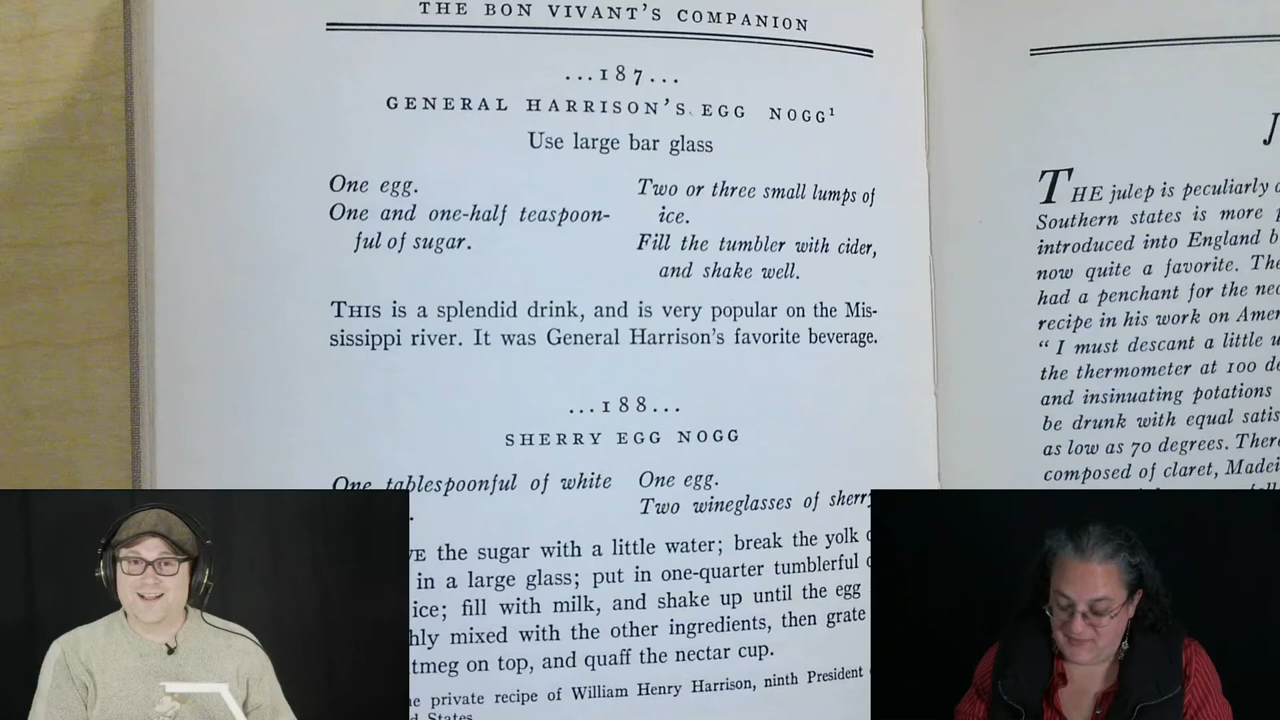 THE BON VIVANT'S COMPANION
...187...
GENERAL HARRISON'S EGG NOGG¹
Use large bar glass
One egg.
One and one-half teaspoon-
ful of sugar.
Two or three small lumps of
ice.
Fill the tumbler with cider,
and shake well.
THIS is a splendid drink, and is very popular on the Mis-
sissippi river. It was General Harrison's favorite beverage.
...188...
SHERRY EGG NOGG
One tablespoonful of white
One egg.
Two wineglasses of sherry
the sugar with a little water; break the yolk
in a large glass; put in one-quarter tumblerful
ice; fill with milk, and shake up until the egg
mixed with the other ingredients, then grate
on top, and quaff the nectar cup.
private recipe of William Henry Harrison, ninth President
States
THE julep is peculiarly
Southern states is more
introduced into England
now quite a favorite. The
had a penchant for the
recipe in his work on
" I must descant a little
the thermometer at 100
and insinuating potations
be drunk with equal
as low as 70 degrees.
composed of claret,